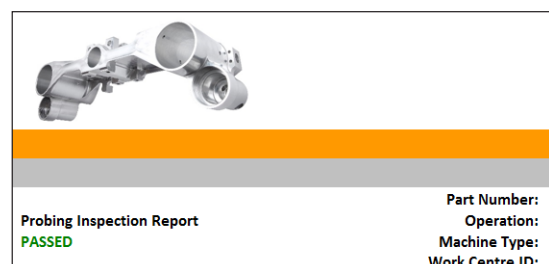 Part Number:
Probing Inspection Report
Operation:
PASSED
Machine Type:
Work Centre ID: